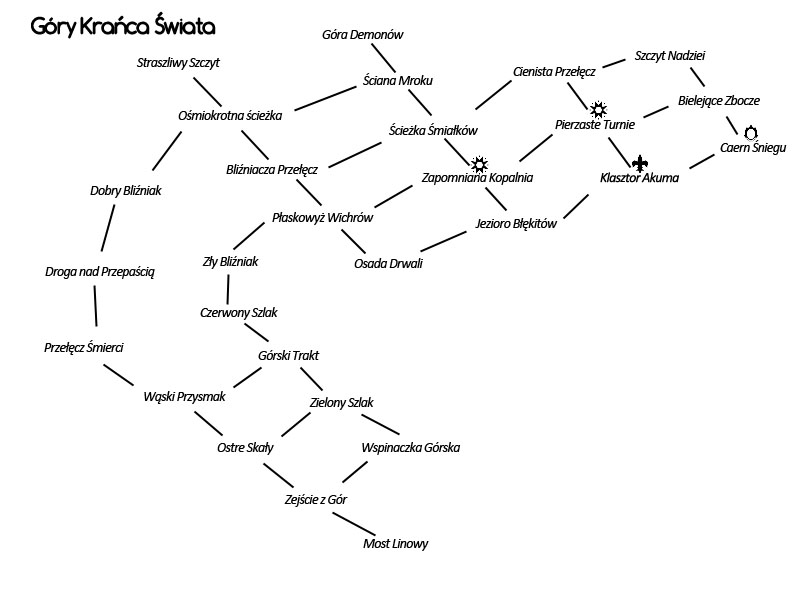 Góry Krańca Świata
Góra Demonów
Straszliwy Szczyt
Szczyt Nadziei
Cienista Przełęcz
Ściana Mroku
Bielejące Zbocze
Ośmiokrotna ścieżka
Pierzaste Turnie
Ścieżka Śmiałków
Caern Śniegu
Bliźniacza Przełęcz
Zapomniana Kopalnia
Klasztor Akuma
Dobry Bliźniak
Płaskowyż Wichrów
Jezioro Błękitów
Zły Bliźniak
Osada Drwali
Droga nad Przepaścią
Czerwony Szlak
Przełęcz Śmierci
Górski Trakt
Wąski Przysmak
Zielony Szlak
Ostre Skały
Wspinaczka Górska
Zejście z Gór
Most Linowy